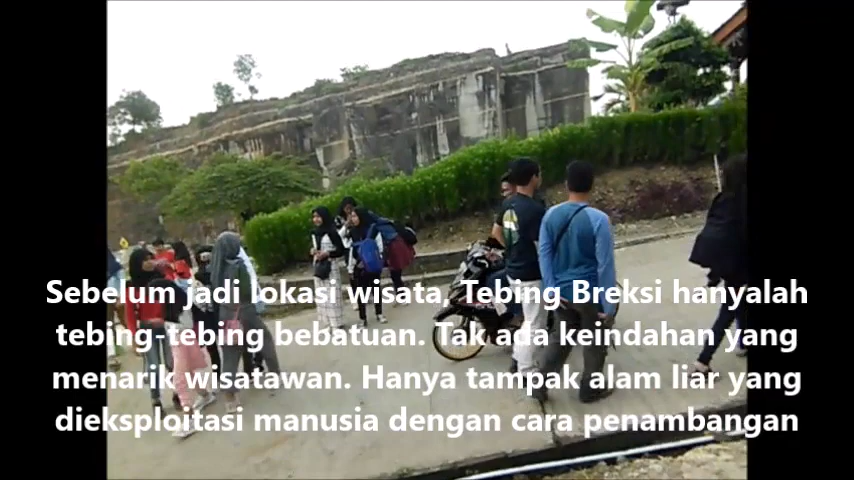 Sebelum jadi lokasi wisata, Tebing Breksi hanyalah
tebing-tebing bebatuan. Tak ada keindahan yang
menarik wisatawan. Hanya tampak alam liar yang
dieksploitasi manusia dengan cara penambangan